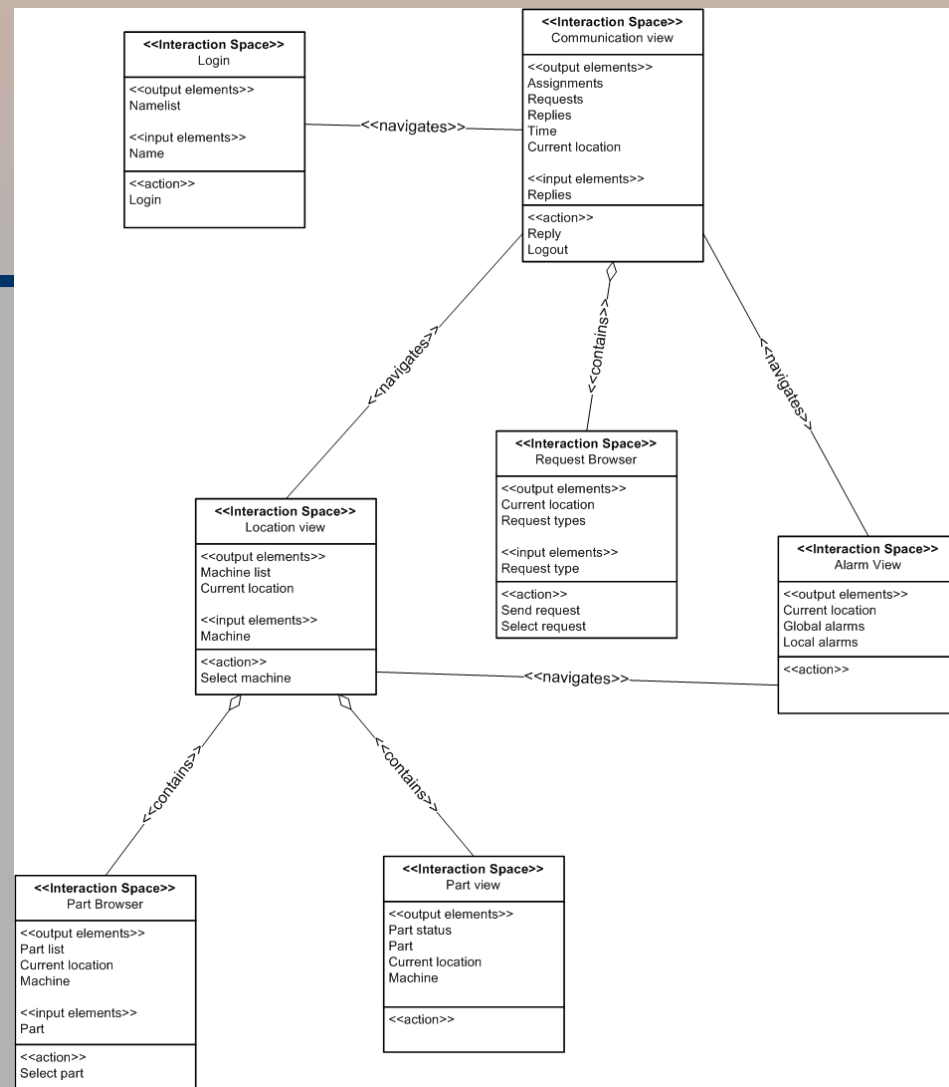 <<Interaction Space>>
Login
<<output elements>>
Namelist
<<input elements>>
Name
<<action>>
Login
<<navigates>>
<<Interaction Space>>
Communication view
<<output elements>>
Assignments
Requests
Replies
Time
Current location
<<input elements>>
Replies
<<action>>
Reply
Logout
<<navigates>>
<<contains>>
<<navigates>>
<<Interaction Space>>
Request Browser
<<output elements>>
Current location
Request types
<<input elements>>
Request type
<<action>>
Send request
Select request
<<Interaction Space>>
Location view
<<output elements>>
Machine list
Current location
<<input elements>>
Machine
<<action>>
Select machine
<<navigates>>
<<Interaction Space>>
Alarm View
<<output elements>>
Current location
Global alarms
Local alarms
<<action>>
<<contains>>
<<contains>>
<<Interaction Space>>
Part Browser
<<output elements>>
Part list
Current location
Machine
<<input elements>>
Part
<<action>>
Select part
<<Interaction Space>>
Part view
<<output elements>>
Part status
Part
Current location
Machine
<<action>>